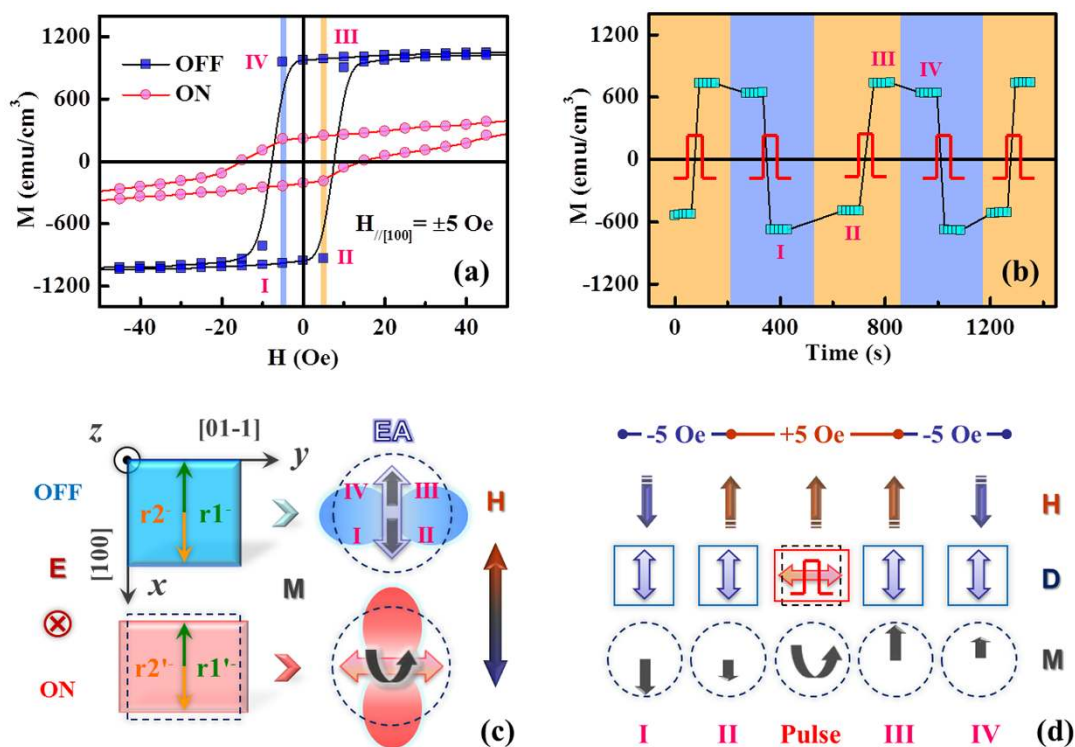 1200
600
0
-600
-1200
M (emu/cm³)
OFF
ON
IV
III
I
II
H//[100] = ±5 Oe
(a)
-40 -20 0 20 40
H (Oe)
1200
600
0
-600
-1200
M (emu/cm³)
III
IV
I
II
(b)
0 400 800 1200
Time (s)
z
[01-1]
y
OFF
r2⁻ r1⁻
[100]
x
E
⊗
ON
r2'⁻ r1'⁻
M
EA
IV III
I II
H
(c)
-5 Oe +5 Oe -5 Oe
H
D
M
I II Pulse III IV
(d)